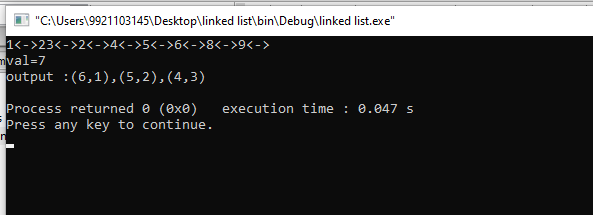 "C:\Users\9921103145\Desktop\linked list\bin\Debug\linked list.exe"
1<->23<->2<->4<->5<->6<->8<->9<->
val=7
output :(6,1),(5,2),(4,3)
Process returned 0 (0x0)   execution time : 0.047 s
Press any key to continue.